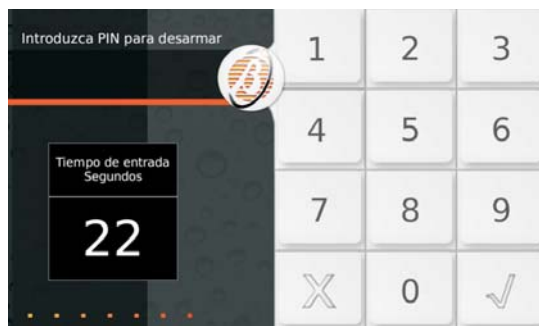 Introduzca PIN para desarmar
1 2 3
4 5 6
Tiempo de entrada
Segundos
22
7 8 9
X 0 √